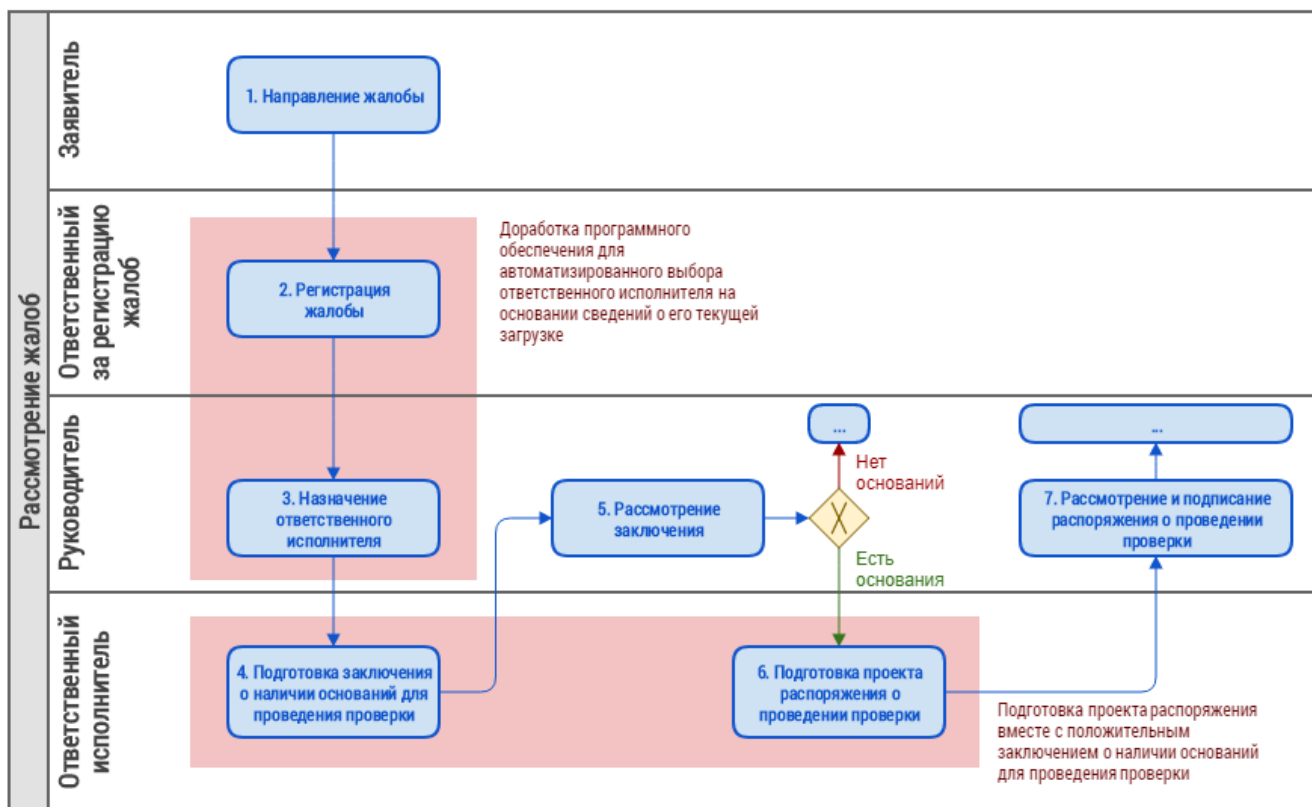 Рассмотрение жалоб
Заявитель
1. Направление жалобы
Ответственный
за регистрацию
жалоб
2. Регистрация
жалобы
Доработка программного
обеспечения для
автоматизированного выбора
ответственного исполнителя на
основании сведений о его текущей
загрузке
Руководитель
3. Назначение
ответственного
исполнителя
5. Рассмотрение
заключения
...
Нет
оснований
Есть
основания
...
7. Рассмотрение и подписание
распоряжения о проведении
проверки
Ответственный
исполнитель
4. Подготовка заключения
о наличии оснований для
проведения проверки
6. Подготовка проекта
распоряжения о
проведении проверки
Подготовка проекта распоряжения
вместе с положительным
заключением о наличии оснований
для проведения проверки